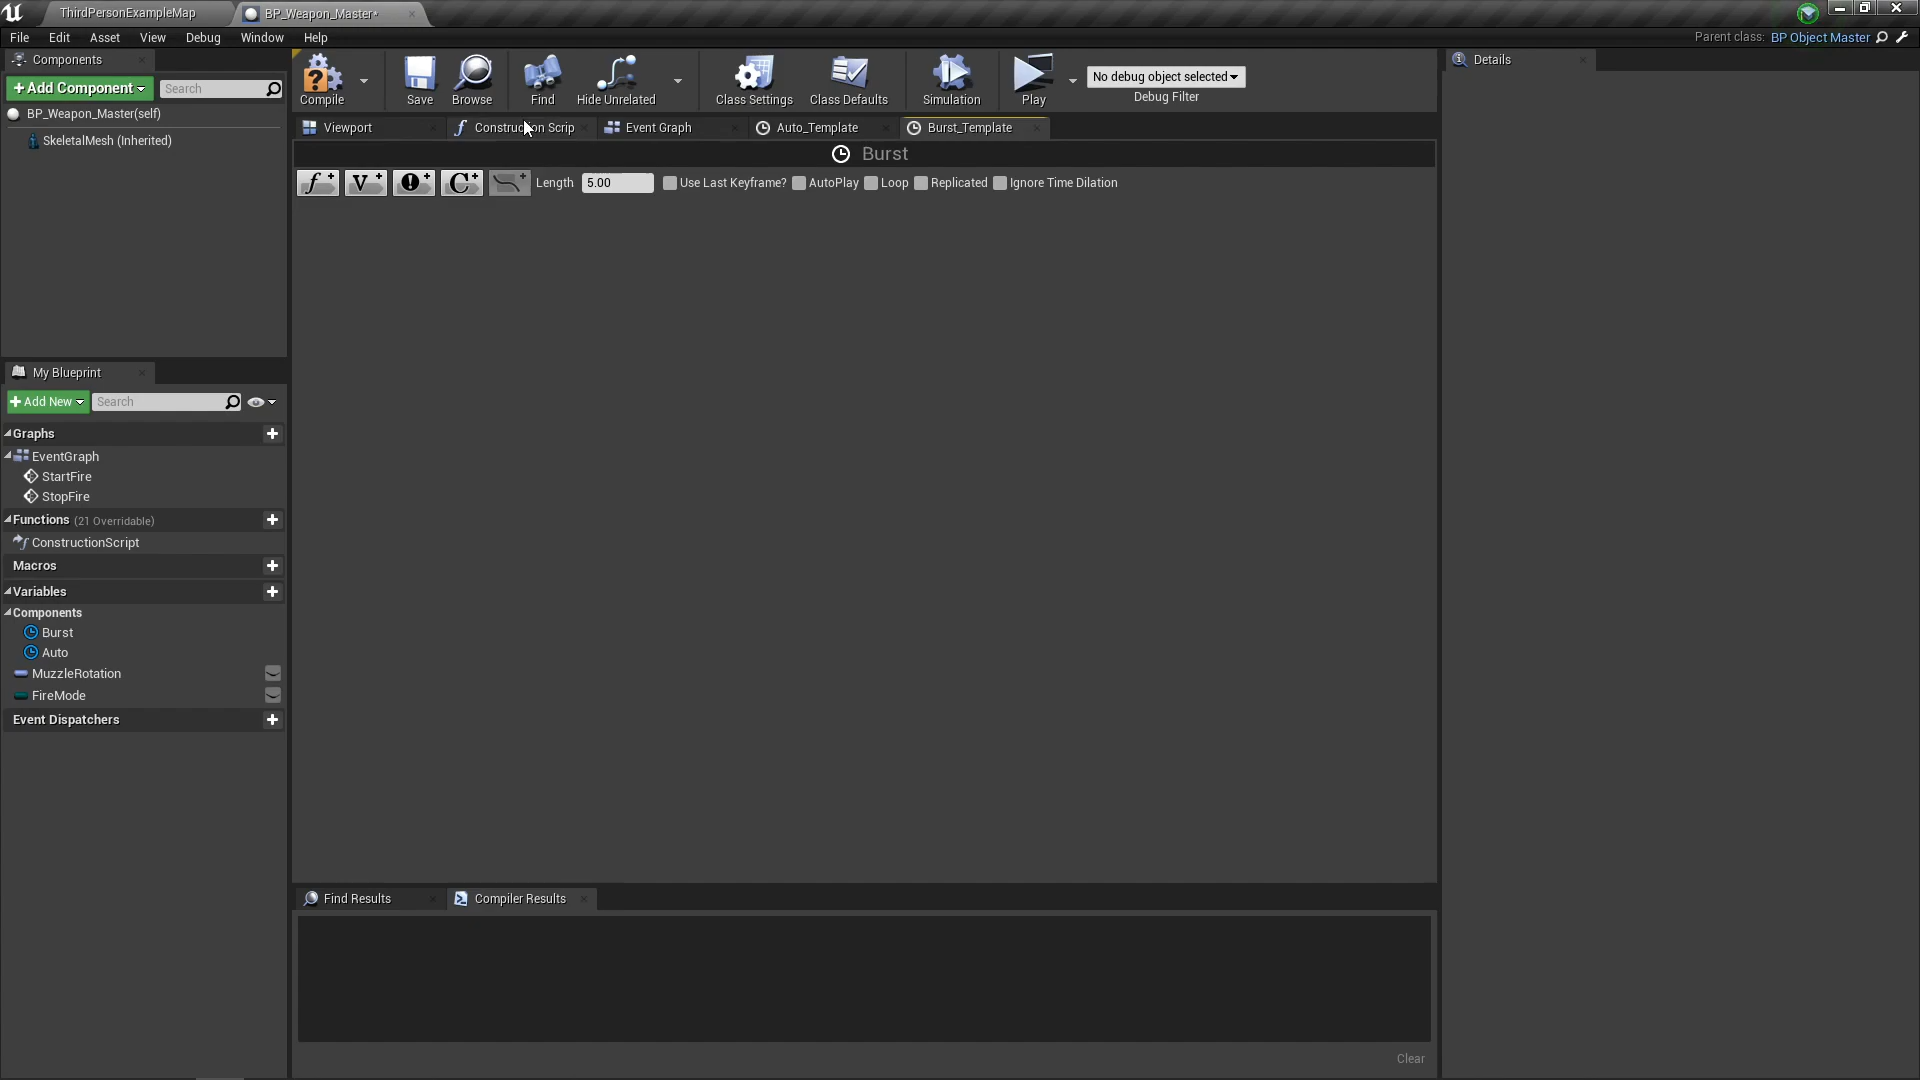 ThirdPersonExampleMap
BP_Weapon_Master*
File Edit Asset View Debug Window Help
Parent class: BP Object Master
Components
+Add Component
Search
BP_Weapon_Master(self)
SkeletalMesh (Inherited)
Compile
Save
Browse
Find
Hide Unrelated
Class Settings
Class Defaults
Simulation
Play
No debug object selected
Debug Filter
Viewport
Construction Scrip
Event Graph
Auto_Template
Burst_Template
Burst
Length 5.00 Use Last Keyframe? AutoPlay Loop Replicated Ignore Time Dilation
Details
My Blueprint
+Add New
Search
Graphs
EventGraph
StartFire
StopFire
Functions (21 Overridable)
ConstructionScript
Macros
Variables
Components
Burst
Auto
MuzzleRotation
FireMode
Event Dispatchers
Find Results
Compiler Results
Clear